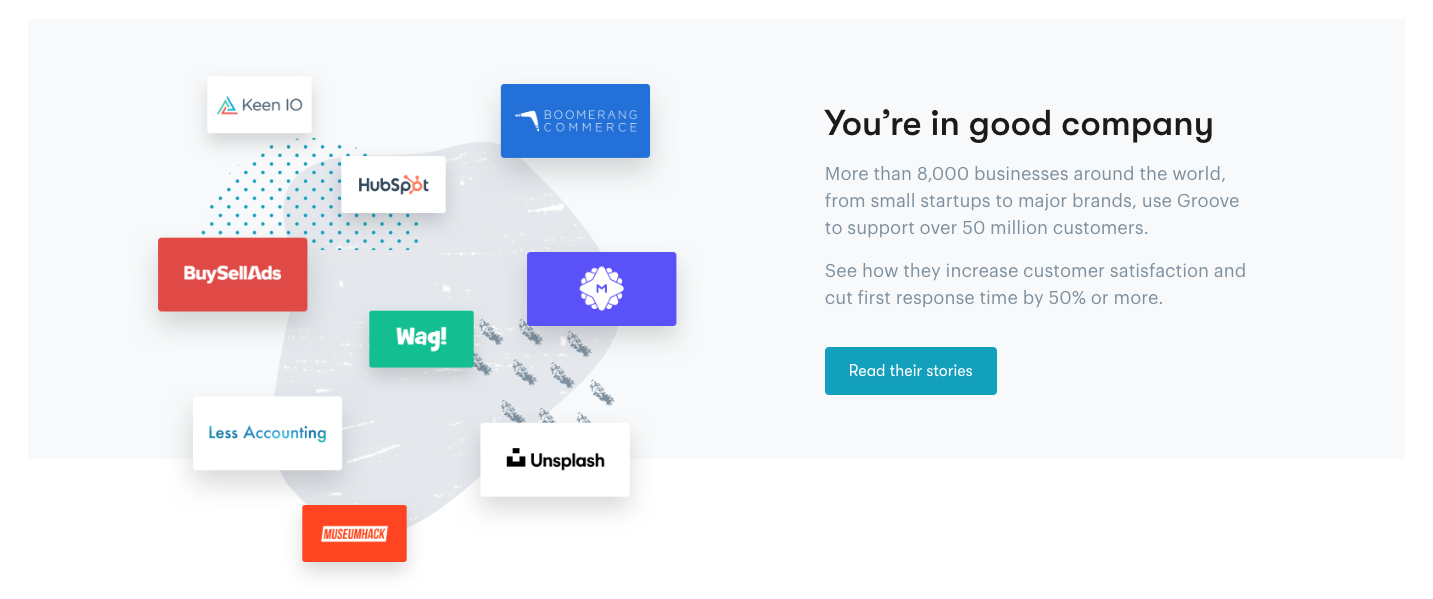 Keen IO
BOOMERANG
COMMERCE
HubSpot
BuySellAds
M
Wag!
Less Accounting
Unsplash
MUSEUMHACK
You're in good company
More than 8,000 businesses around the world,
from small startups to major brands, use Groove
to support over 50 million customers.
See how they increase customer satisfaction and
cut first response time by 50% or more.
Read their stories